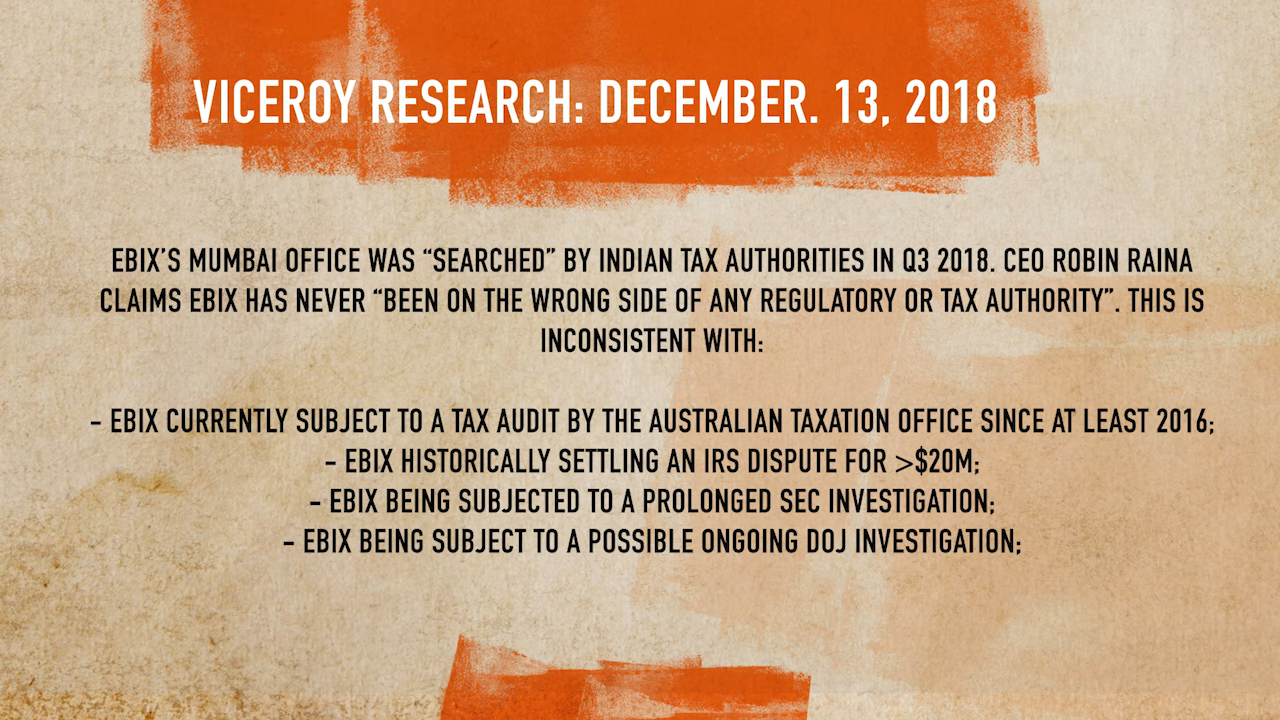 VICEROY RESEARCH: DECEMBER. 13, 2018
EBIX'S MUMBAI OFFICE WAS “SEARCHED” BY INDIAN TAX AUTHORITIES IN Q3 2018. CEO ROBIN RAINA
CLAIMS EBIX HAS NEVER “BEEN ON THE WRONG SIDE OF ANY REGULATORY OR TAX AUTHORITY”. THIS IS
INCONSISTENT WITH:
- EBIX CURRENTLY SUBJECT TO A TAX AUDIT BY THE AUSTRALIAN TAXATION OFFICE SINCE AT LEAST 2016;
- EBIX HISTORICALLY SETTLING AN IRS DISPUTE FOR >$20M;
- EBIX BEING SUBJECTED TO A PROLONGED SEC INVESTIGATION;
- EBIX BEING SUBJECT TO A POSSIBLE ONGOING DOJ INVESTIGATION;